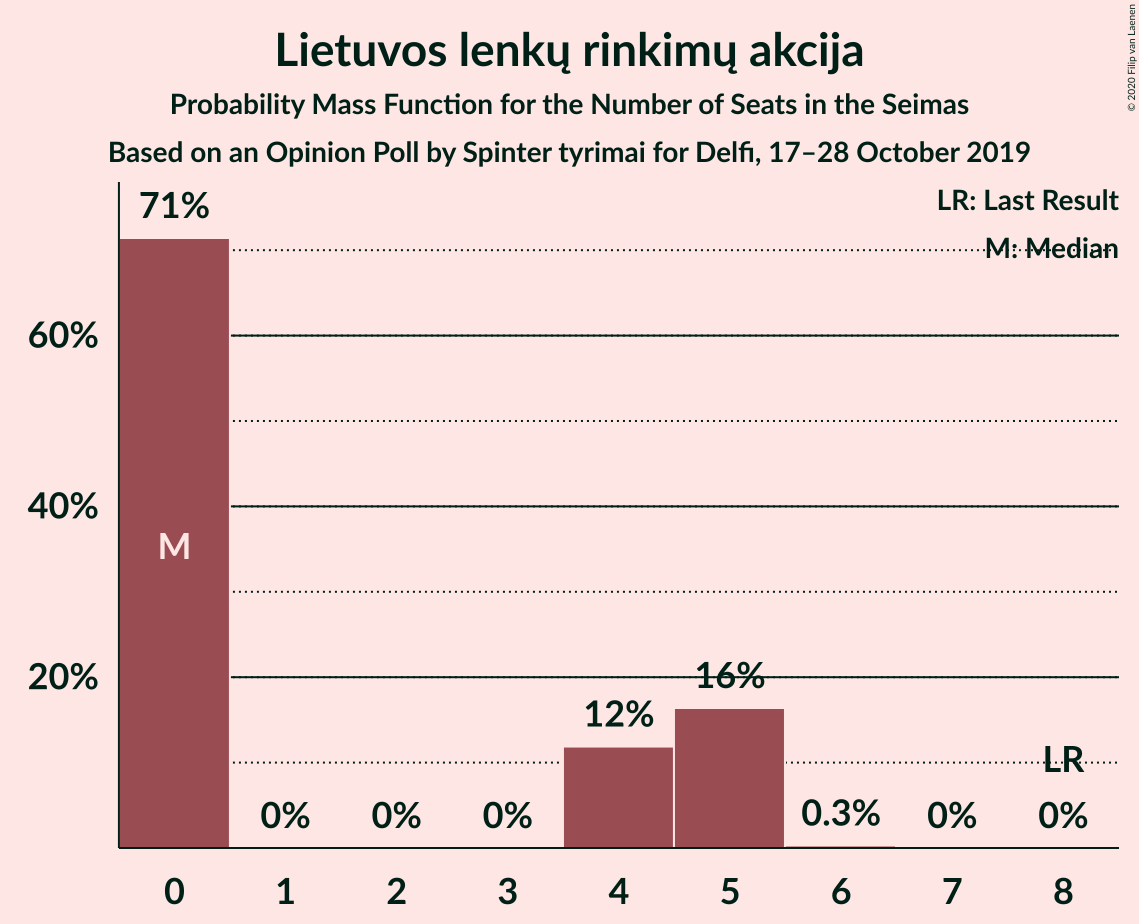 Lietuvos lenkų rinkimų akcija
Probability Mass Function for the Number of Seats in the Seimas
Based on an Opinion Poll by Spinter tyrimai for Delfi, 17–28 October 2019
© 2020 Filip van Laenen
LR: Last Result
M: Median
71%
60%
40%
20%
M
0%
0%
0%
12%
16%
0.3%
0%
LR
0%
0 1 2 3 4 5 6 7 8